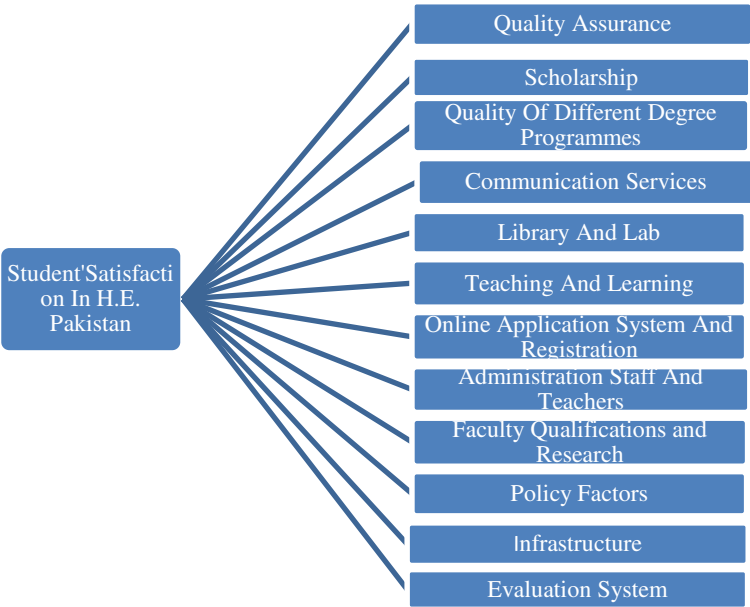 Quality Assurance
Scholarship
Quality Of Different Degree
Programmes
Communication Services
Library And Lab
Student'Satisfacti
on In H.E.
Pakistan
Teaching And Learning
Online Application System And
Registration
Administration Staff And
Teachers
Faculty Qualifications and
Research
Policy Factors
Infrastructure
Evaluation System